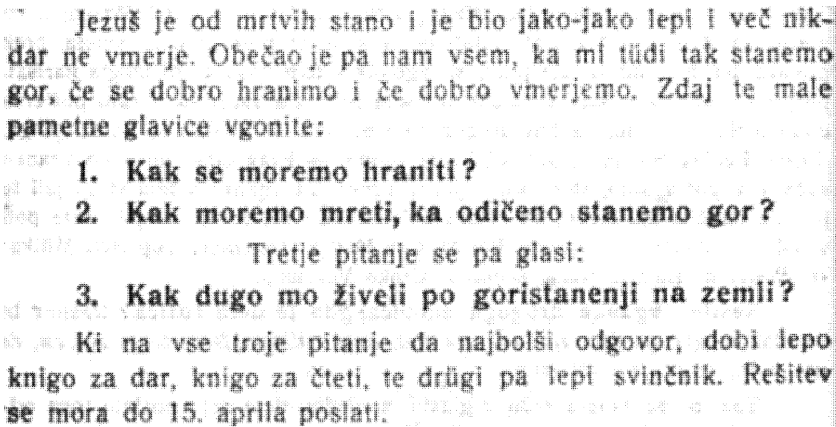 Jezuš je od mrtvih stano i je bio jako-jako lepi i več nik-
dar ne vmerje. Obečao je pa nam vsem, ka mi tüdi tak stanemo
gor, če se dobro hranimo i če dobro vmerjemo. Zdaj te male
pametne glavice vgonite:
1. Kak se moremo hraniti?
2. Kak moremo mreti, ka odičeno stanemo gor?
Tretje pitanje se pa glasi:
3. Kak dugo mo živeli po goristanenji na zemli?
Ki na vse troje pitanje da najbolši odgovor, dobi lepo
knigo za dar, knigo za čteti, te drügi pa lepi svinčnik. Rešitev
se mora do 15. aprila poslati.